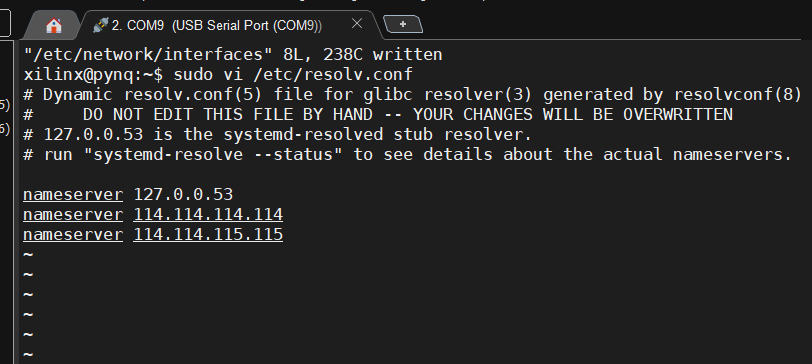 2. COM9 (USB Serial Port (COM9))
"/etc/network/interfaces" 8L, 238C written
xilinx@pynq:~$ sudo vi /etc/resolv.conf
# Dynamic resolv.conf(5) file for glibc resolver(3) generated by resolvconf(8)
#     DO NOT EDIT THIS FILE BY HAND -- YOUR CHANGES WILL BE OVERWRITTEN
# 127.0.0.53 is the systemd-resolved stub resolver.
# run "systemd-resolve --status" to see details about the actual nameservers.
nameserver 127.0.0.53
nameserver 114.114.114.114
nameserver 114.114.115.115
~
~
~
~
~
~
5)
6)